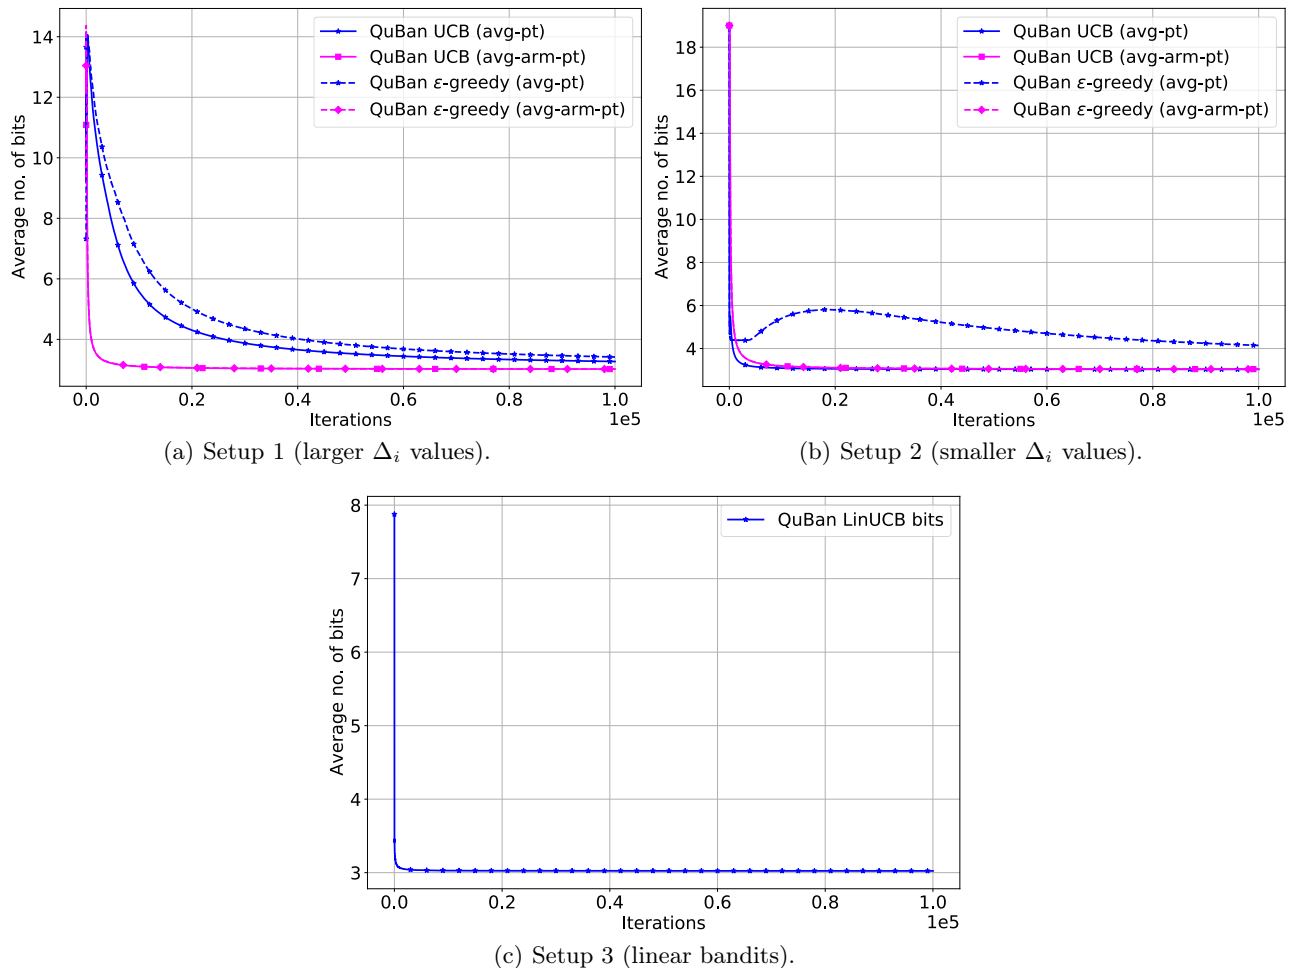 14
12
10
8
6
4
Average no. of bits
QuBan UCB (avg-pt)
QuBan UCB (avg-arm-pt)
QuBan ε-greedy (avg-pt)
QuBan ε-greedy (avg-arm-pt)
0.0 0.2 0.4 0.6 0.8 1.0
Iterations
1e5
(a) Setup 1 (larger Δᵢ values).
18
16
14
12
10
8
6
4
Average no. of bits
QuBan UCB (avg-pt)
QuBan UCB (avg-arm-pt)
QuBan ε-greedy (avg-pt)
QuBan ε-greedy (avg-arm-pt)
0.0 0.2 0.4 0.6 0.8 1.0
Iterations
1e5
(b) Setup 2 (smaller Δᵢ values).
8
7
6
5
4
3
Average no. of bits
QuBan LinUCB bits
0.0 0.2 0.4 0.6 0.8 1.0
Iterations
1e5
(c) Setup 3 (linear bandits).